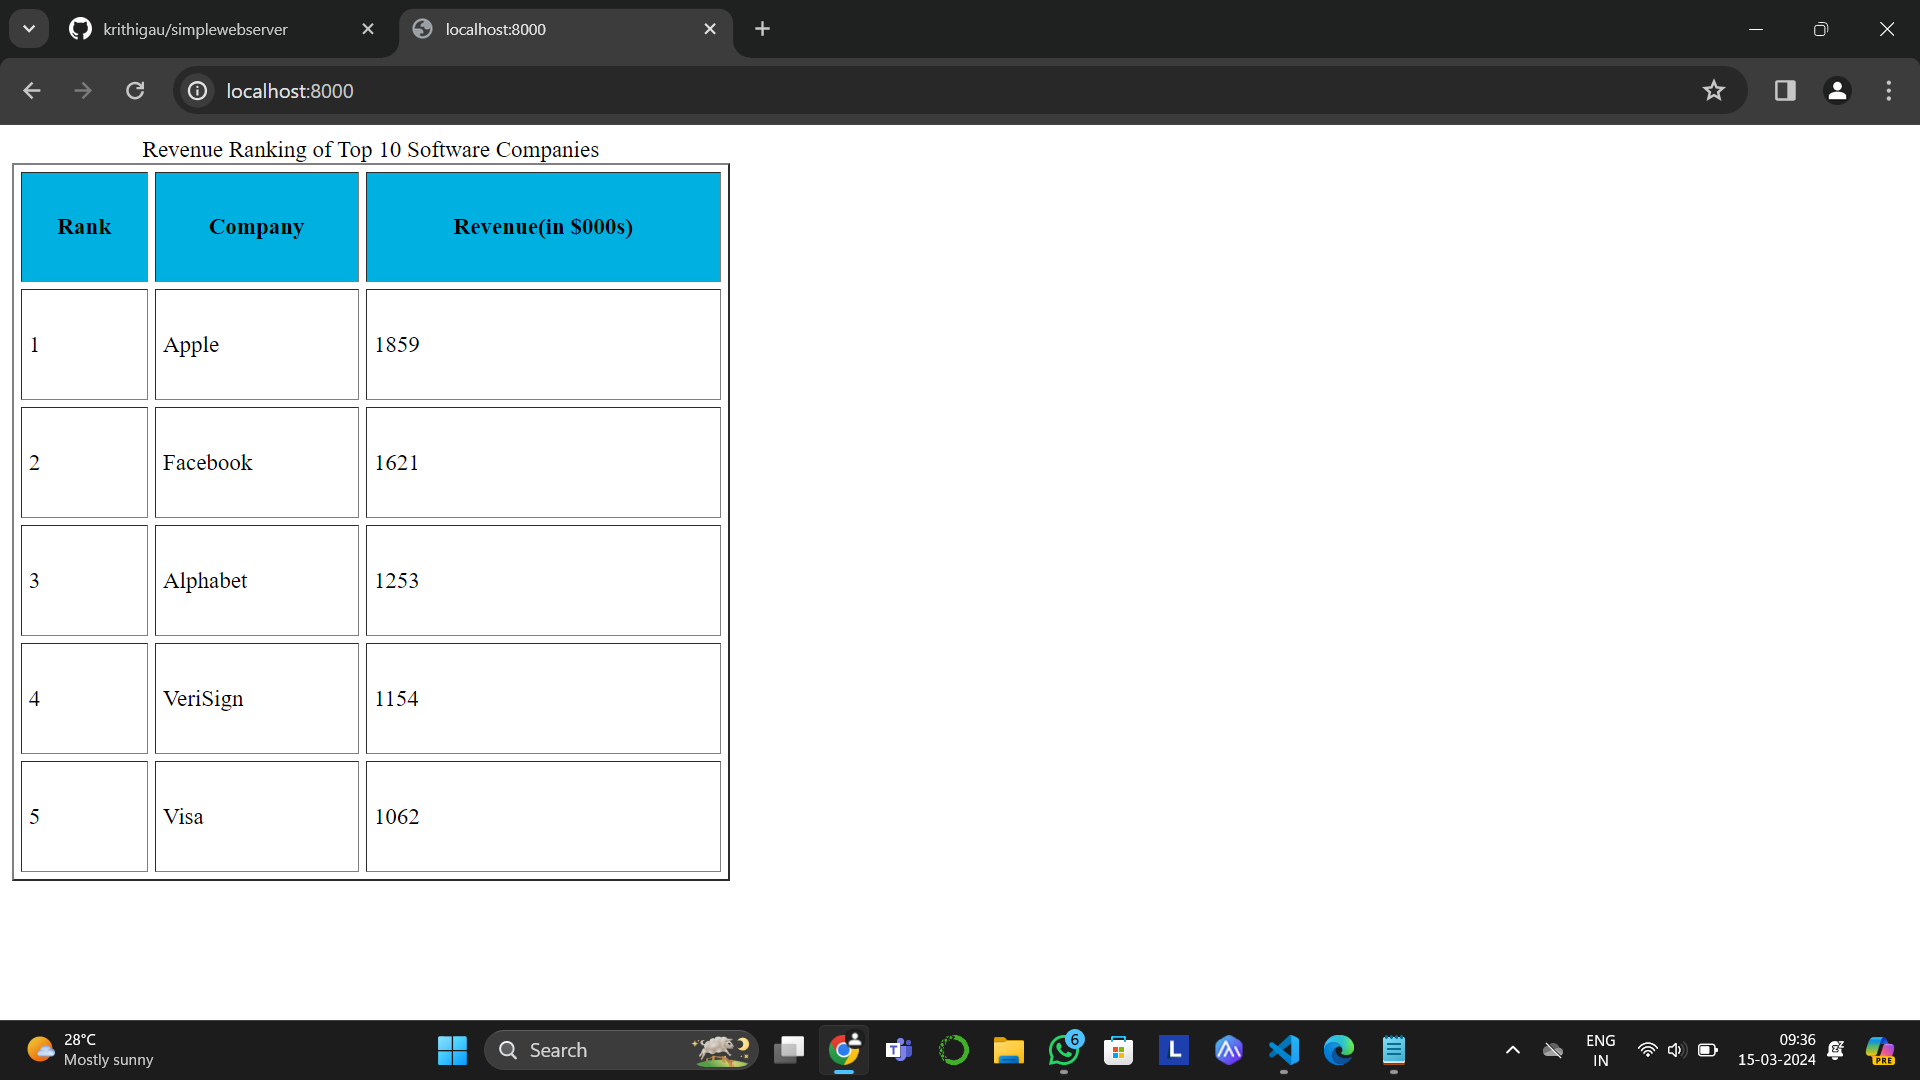 krithigau/simplewebserver
localhost:8000
localhost:8000
Revenue Ranking of Top 10 Software Companies
Rank Company Revenue(in $000s)
1 Apple 1859
2 Facebook 1621
3 Alphabet 1253
4 VeriSign 1154
5 Visa 1062
28°C
Mostly sunny
Search
L
6
ENG
IN
09:36
15-03-2024
PRE